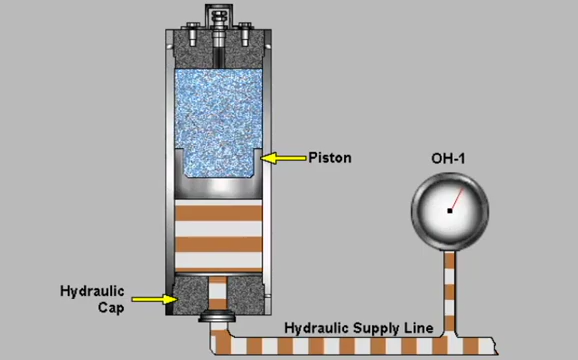 Piston
OH-1
Hydraulic
Cap
Hydraulic Supply Line